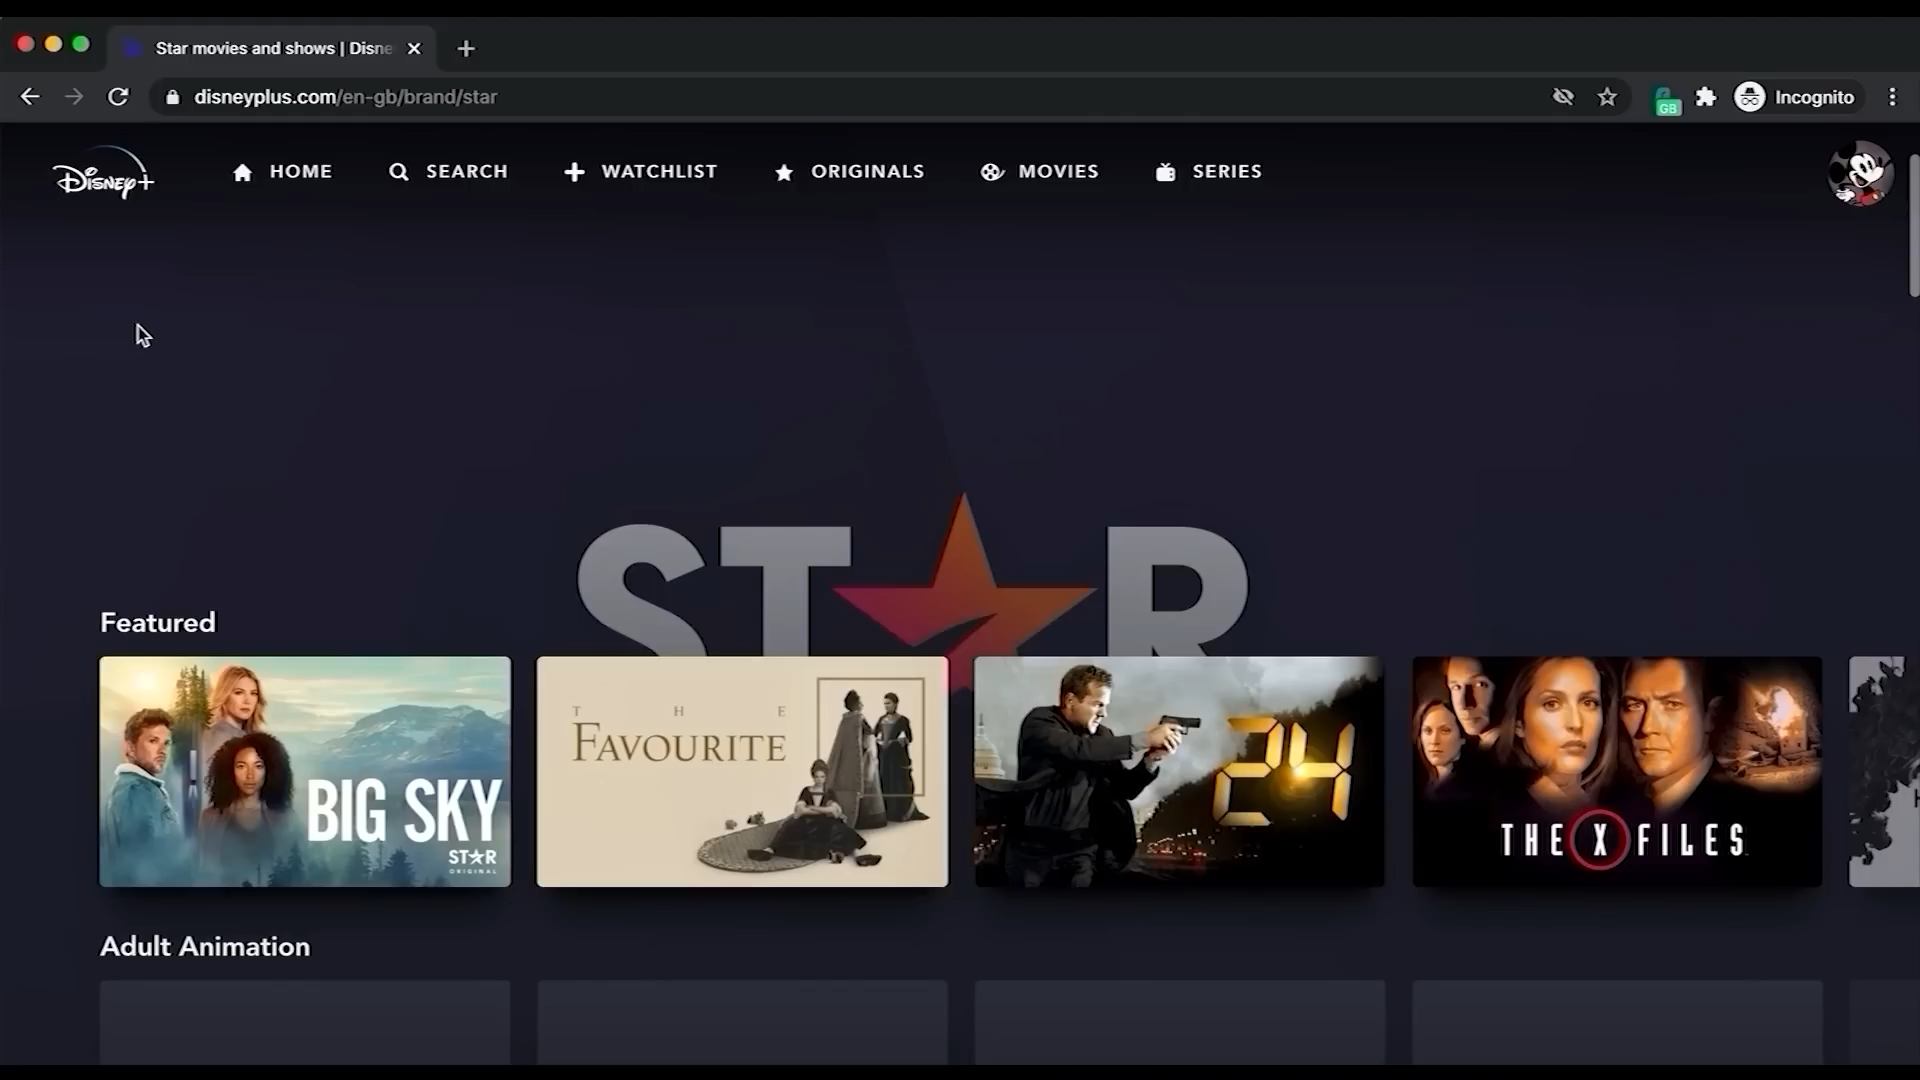 Star movies and shows | Disne
disneyplus.com/en-gb/brand/star
GB
Incognito
Disney+
HOME
SEARCH
WATCHLIST
ORIGINALS
MOVIES
SERIES
STAR
Featured
BIG SKY
STAR
ORIGINAL
THE
FAVOURITE
24
THE X FILES
Adult Animation